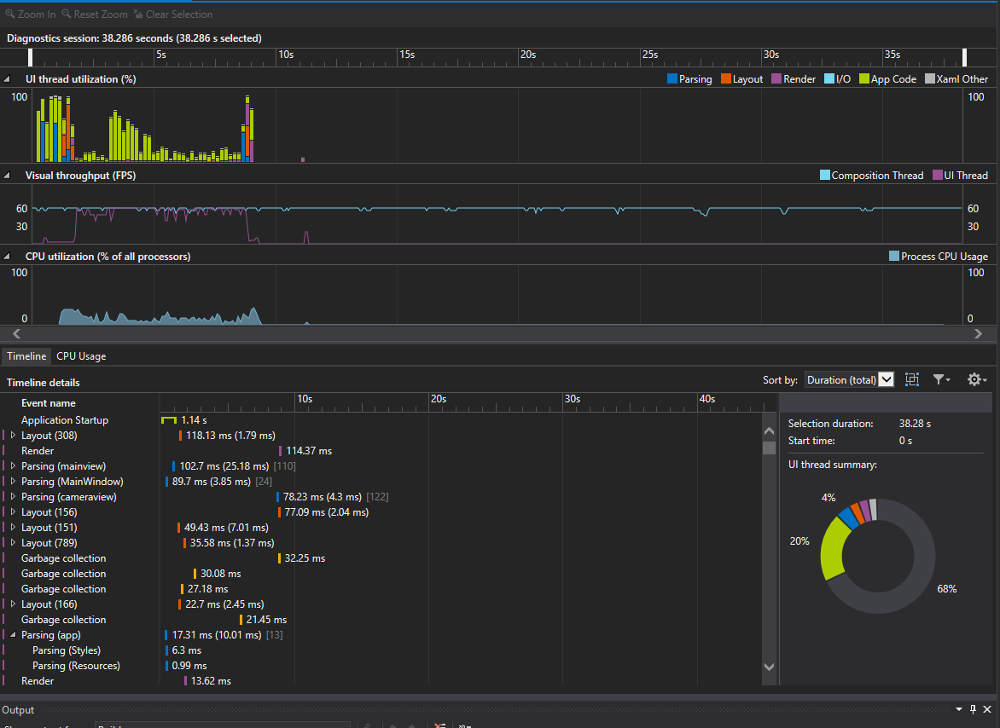 Zoom In Reset Zoom Clear Selection
Diagnostics session: 38.286 seconds (38.286 s selected)
5s 10s 15s 20s 25s 30s 35s
UI thread utilization (%) Parsing Layout Render I/O App Code Xaml Other
100 100
Visual throughput (FPS) Composition Thread UI Thread
60 60
30 30
CPU utilization (% of all processors) Process CPU Usage
100 100
0 0
Timeline CPU Usage
Timeline details Sort by: Duration (total)
Event name 10s 20s 30s 40s
Application Startup 1.14 s
Layout (308) 118.13 ms (1.79 ms)
Render 114.37 ms
Parsing (mainview) 102.7 ms (25.18 ms) [110]
Parsing (MainWindow) 89.7 ms (3.85 ms) [24]
Parsing (cameraview) 78.23 ms (4.3 ms) [122]
Layout (156) 77.09 ms (2.04 ms)
Layout (151) 49.43 ms (7.01 ms)
Layout (789) 35.58 ms (1.37 ms)
Garbage collection 32.25 ms
Garbage collection 30.08 ms
Garbage collection 27.18 ms
Layout (166) 22.7 ms (2.45 ms)
Garbage collection 21.45 ms
Parsing (app) 17.31 ms (10.01 ms) [13]
Parsing (Styles) 6.3 ms
Parsing (Resources) 0.99 ms
Render 13.62 ms
Selection duration: 38.28 s
Start time: 0 s
UI thread summary:
4%
20%
68%
Output